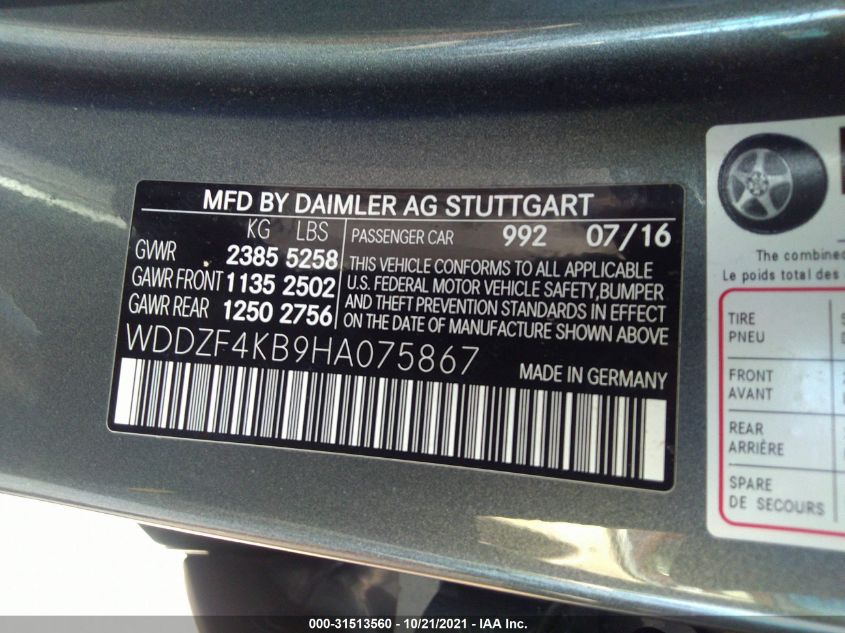 MFD BY DAIMLER AG STUTTGART
KG LBS
GVWR 2385 5258
GAWR FRONT 1135 2502
GAWR REAR 1250 2756
PASSENGER CAR 992 07/16
THIS VEHICLE CONFORMS TO ALL APPLICABLE
U.S. FEDERAL MOTOR VEHICLE SAFETY,BUMPER
AND THEFT PREVENTION STANDARDS IN EFFECT
ON THE DATE OF MANUFACTURE SHOWN ABOVE
WDDZF4KB9HA075867
MADE IN GERMANY
The combined
Le poids total des
TIRE
PNEU
FRONT
AVANT
REAR
ARRIÈRE
SPARE
DE SECOURS
000-31513560 - 10/21/2021 - IAA Inc.